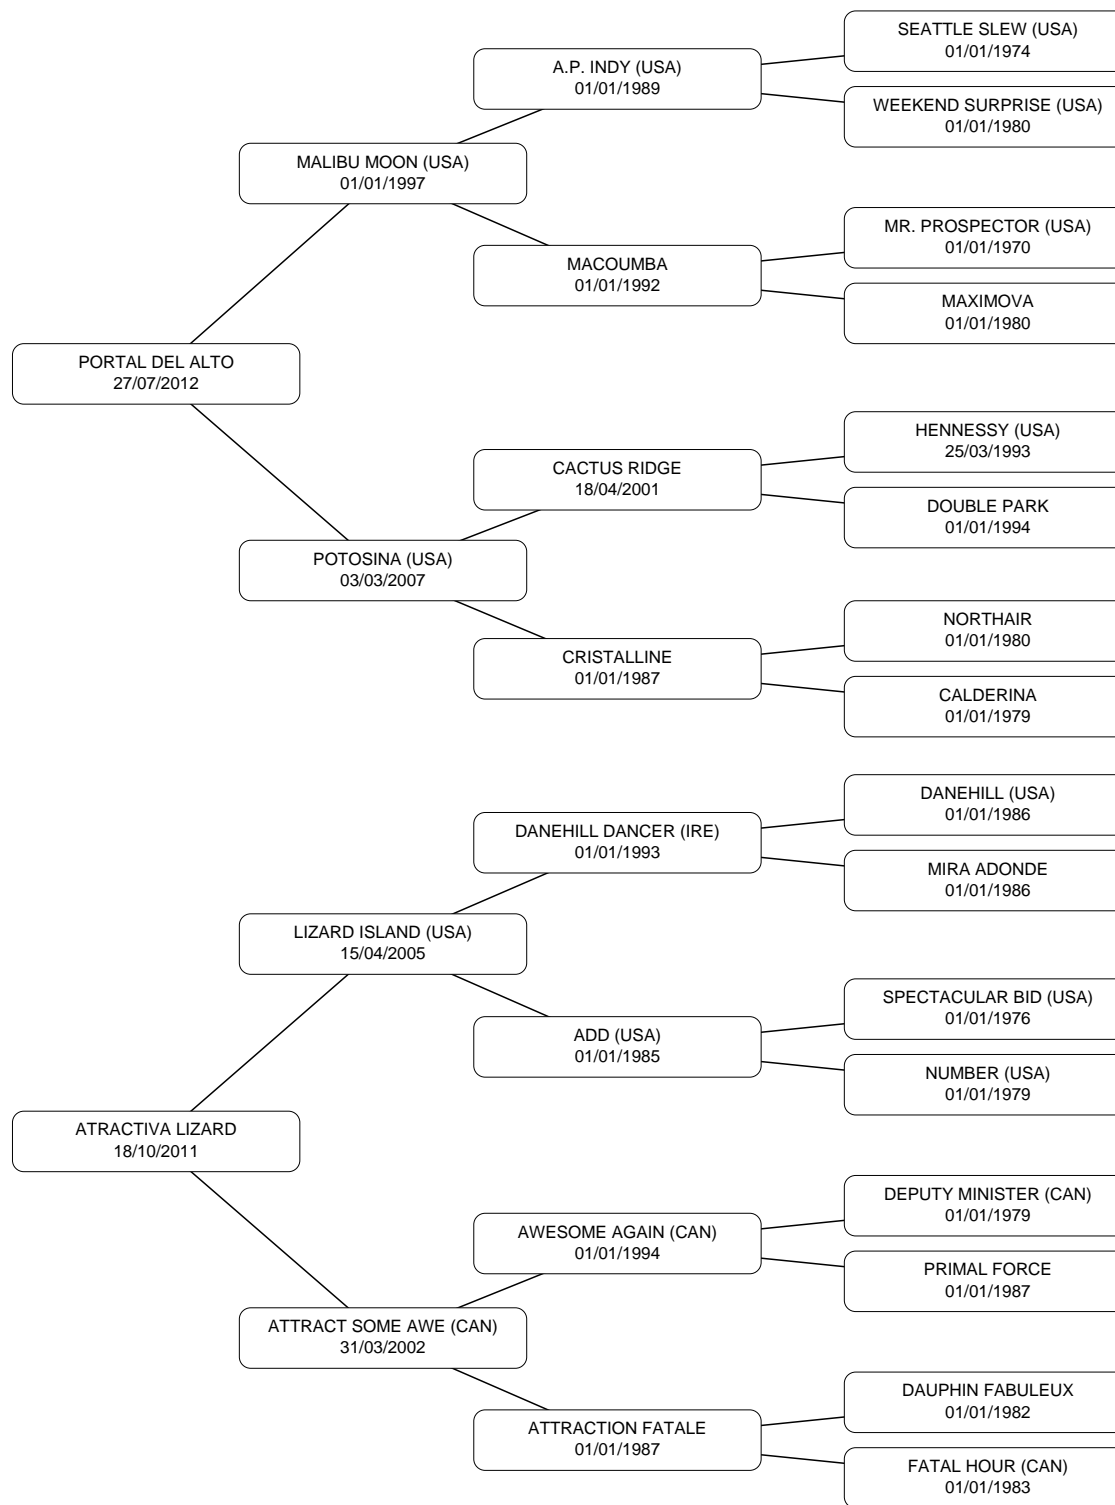 SEATTLE SLEW (USA)
01/01/1974
A.P. INDY (USA)
01/01/1989
WEEKEND SURPRISE (USA)
01/01/1980
MALIBU MOON (USA)
01/01/1997
MR. PROSPECTOR (USA)
01/01/1970
MACOUMBA
01/01/1992
MAXIMOVA
01/01/1980
PORTAL DEL ALTO
27/07/2012
HENNESSY (USA)
25/03/1993
CACTUS RIDGE
18/04/2001
DOUBLE PARK
01/01/1994
POTOSINA (USA)
03/03/2007
NORTHAIR
01/01/1980
CRISTALLINE
01/01/1987
CALDERINA
01/01/1979
DANEHILL (USA)
01/01/1986
DANEHILL DANCER (IRE)
01/01/1993
MIRA ADONDE
01/01/1986
LIZARD ISLAND (USA)
15/04/2005
SPECTACULAR BID (USA)
01/01/1976
ADD (USA)
01/01/1985
NUMBER (USA)
01/01/1979
ATRACTIVA LIZARD
18/10/2011
DEPUTY MINISTER (CAN)
01/01/1979
AWESOME AGAIN (CAN)
01/01/1994
PRIMAL FORCE
01/01/1987
ATTRACT SOME AWE (CAN)
31/03/2002
DAUPHIN FABULEUX
01/01/1982
ATTRACTION FATALE
01/01/1987
FATAL HOUR (CAN)
01/01/1983